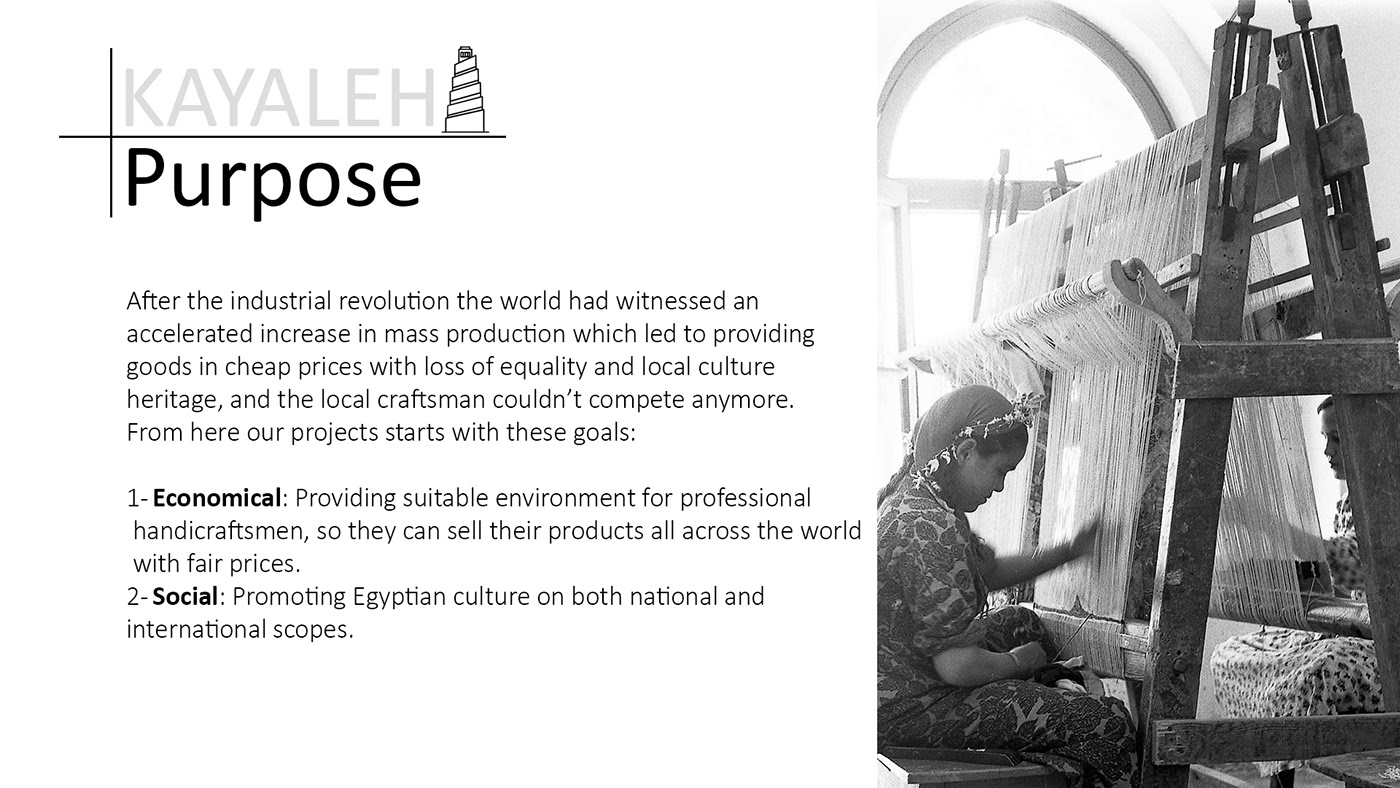 KAYALEH
Purpose
After the industrial revolution the world had witnessed an
accelerated increase in mass production which led to providing
goods in cheap prices with loss of equality and local culture
heritage, and the local craftsman couldn’t compete anymore.
From here our projects starts with these goals:
1- Economical: Providing suitable environment for professional
handicraftsmen, so they can sell their products all across the world
with fair prices.
2- Social: Promoting Egyptian culture on both national and
international scopes.